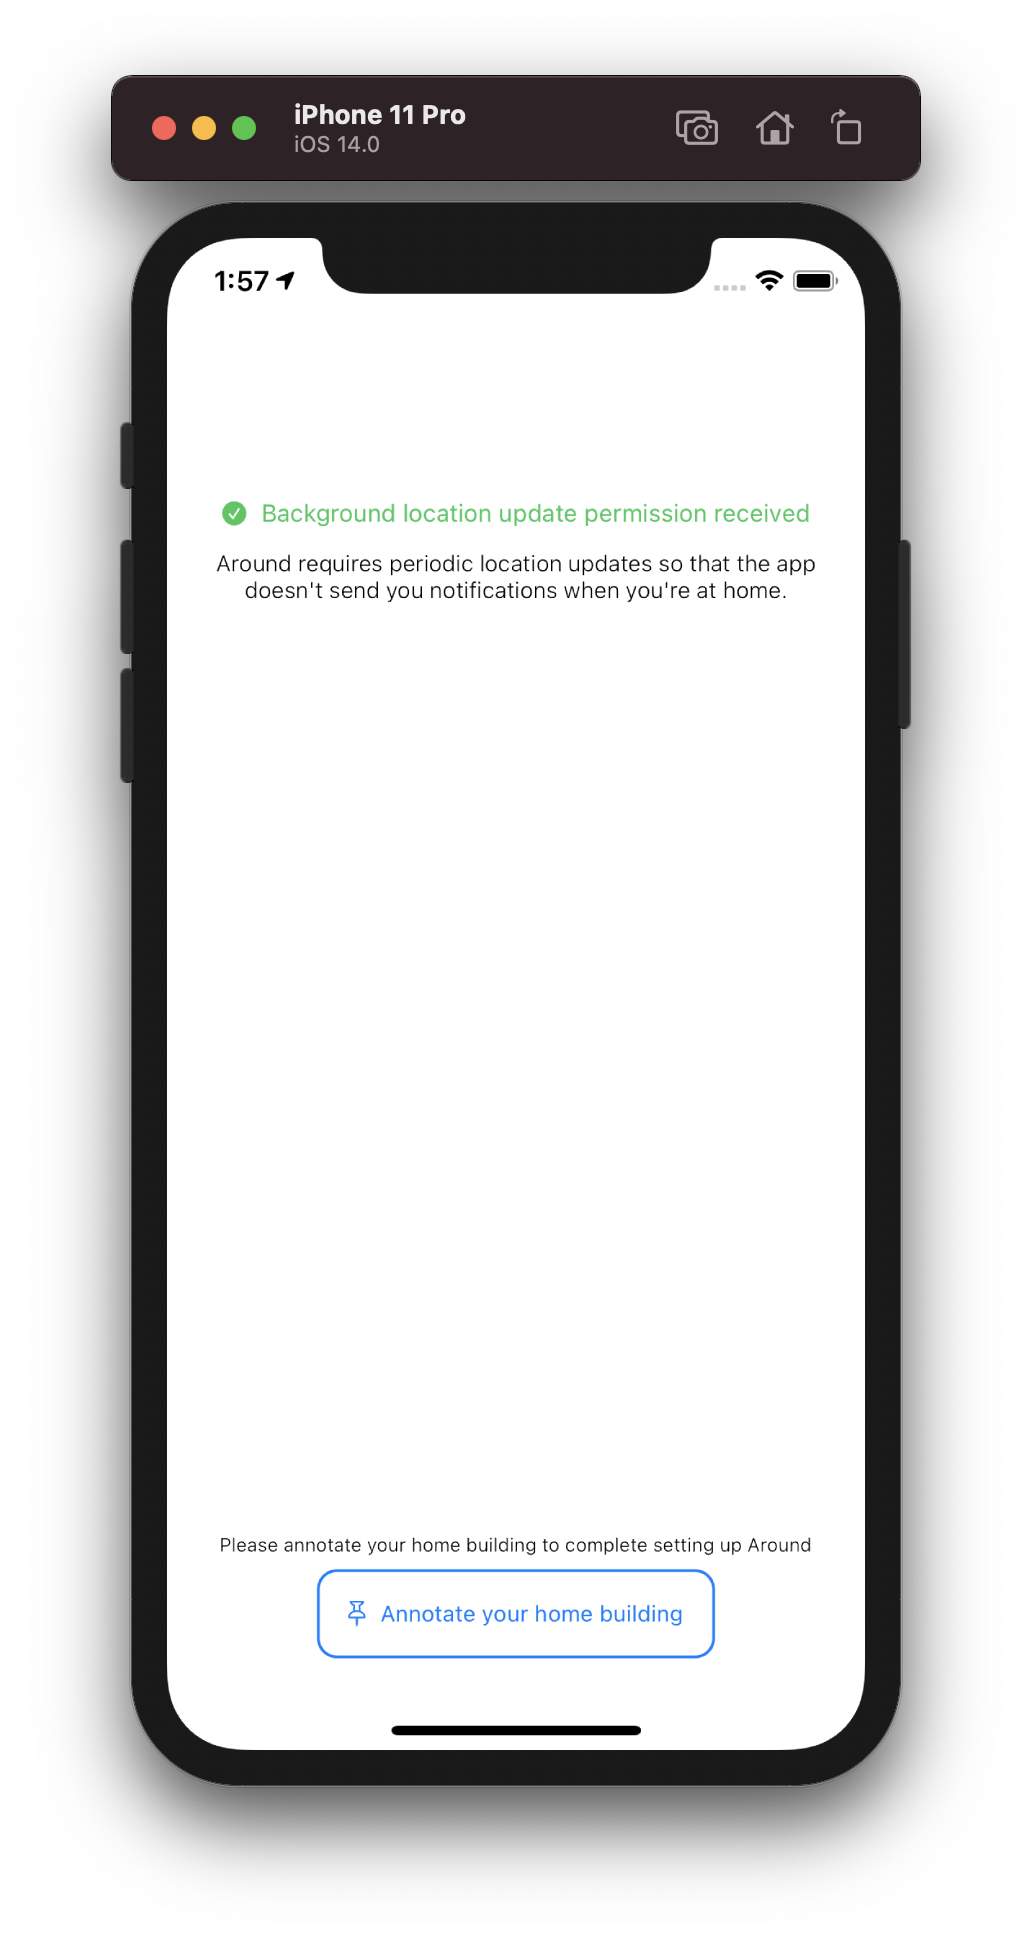 iPhone 11 Pro
iOS 14.0
1:57
Background location update permission received
Around requires periodic location updates so that the app
doesn't send you notifications when you're at home.
Please annotate your home building to complete setting up Around
Annotate your home building